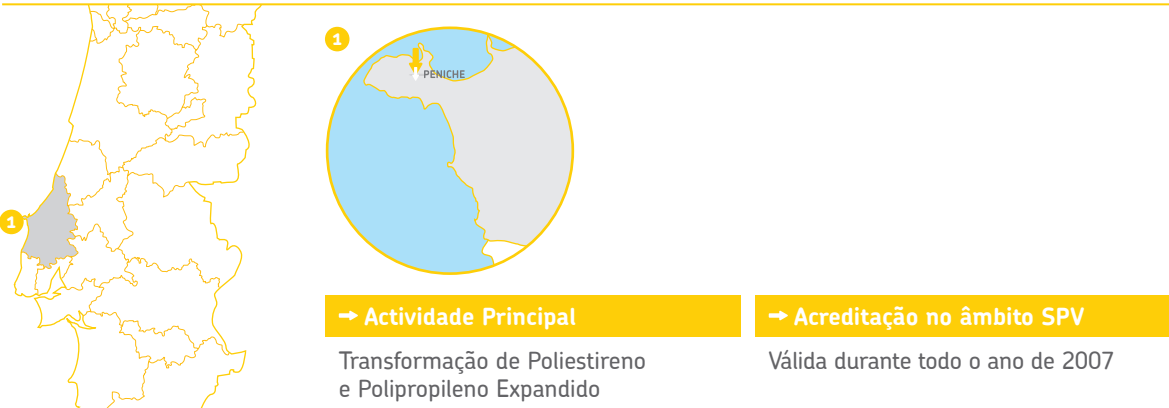 1
PENICHE
1
→ Actividade Principal
→ Acreditação no âmbito SPV
Transformação de Poliestireno
e Polipropileno Expandido
Válida durante todo o ano de 2007